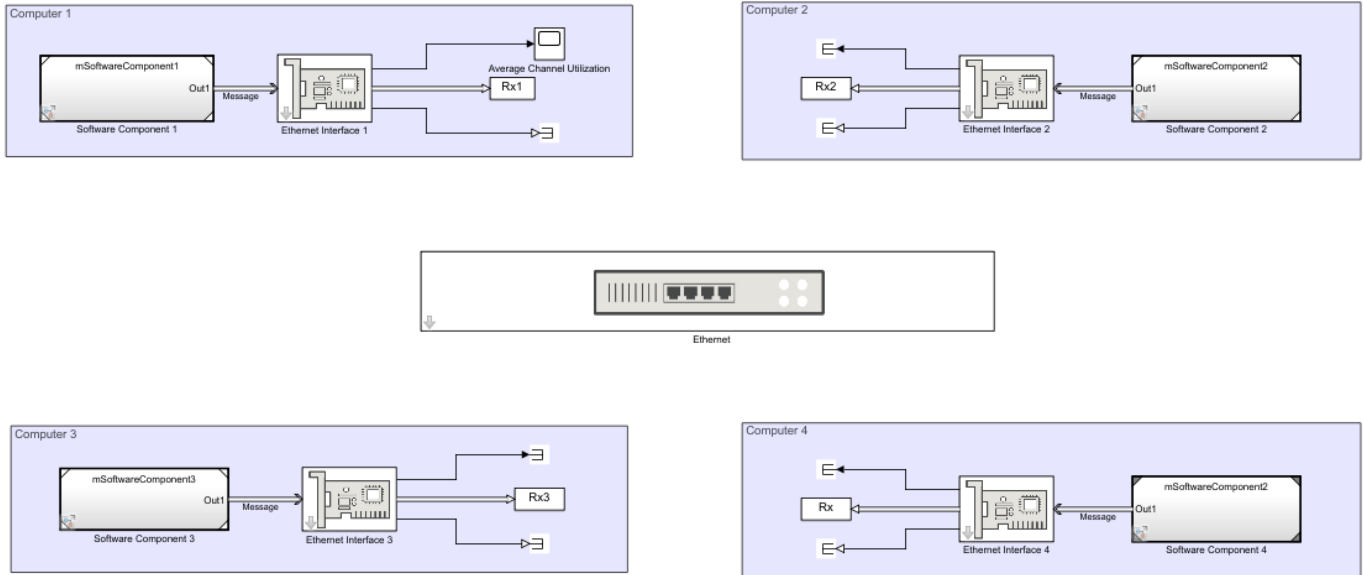 Computer 1
mSoftwareComponent1
Out1
Message
Software Component 1
Ethernet Interface 1
Average Channel Utilization
Rx1
Computer 2
Rx2
Ethernet Interface 2
Message
mSoftwareComponent2
Out1
Software Component 2
Ethernet
Computer 3
mSoftwareComponent3
Out1
Message
Software Component 3
Ethernet Interface 3
Rx3
Computer 4
Rx
Ethernet Interface 4
Message
mSoftwareComponent2
Out1
Software Component 4